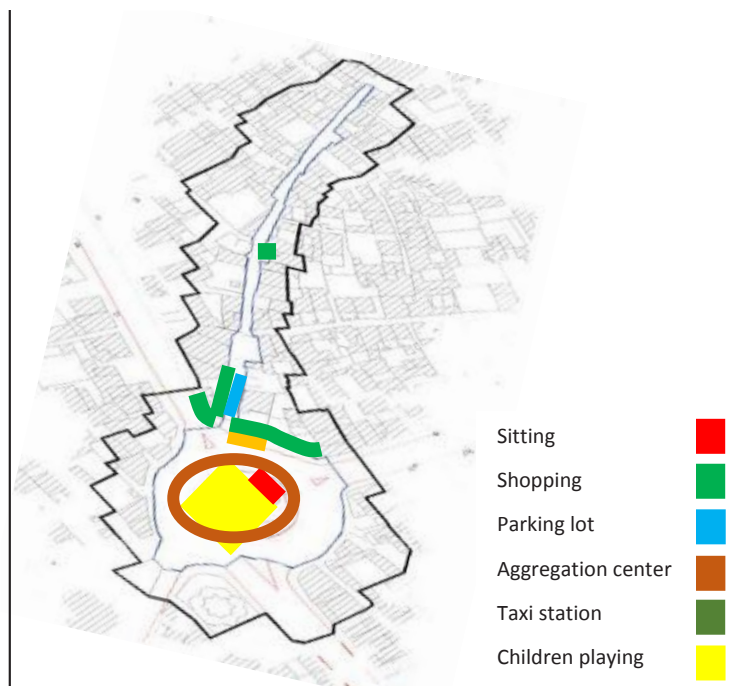 Sitting
Shopping
Parking lot
Aggregation center
Taxi station
Children playing